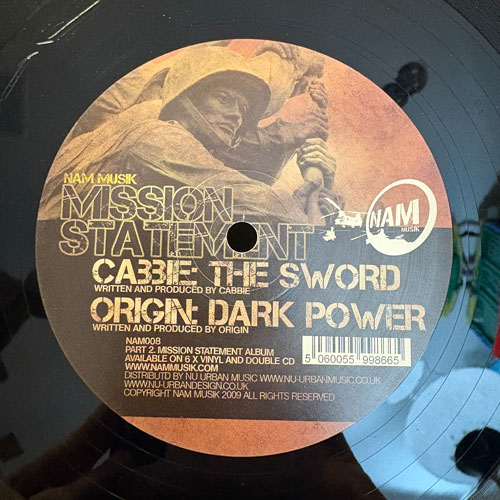 NAM MUSIK
MISSION
STATEMENT
NAM
MUSIK
CABBIE: THE SWORD
WRITTEN AND PRODUCED BY CABBIE
ORIGIN: DARK POWER
WRITTEN AND PRODUCED BY ORIGIN
NAM008
PART 2. MISSION STATEMENT ALBUM
AVAILABLE ON 6 X VINYL AND DOUBLE CD
WWW.NAMMUSIK.COM
DISTRIBUTD BY NU URBAN MUSIC WWW.NU-URBANMUSIC.CO.UK
WWW.NU-URBANDESIGN.CO.UK
COPYRIGHT NAM MUSIK 2009 ALL RIGHTS RESERVED
5 060055 998665